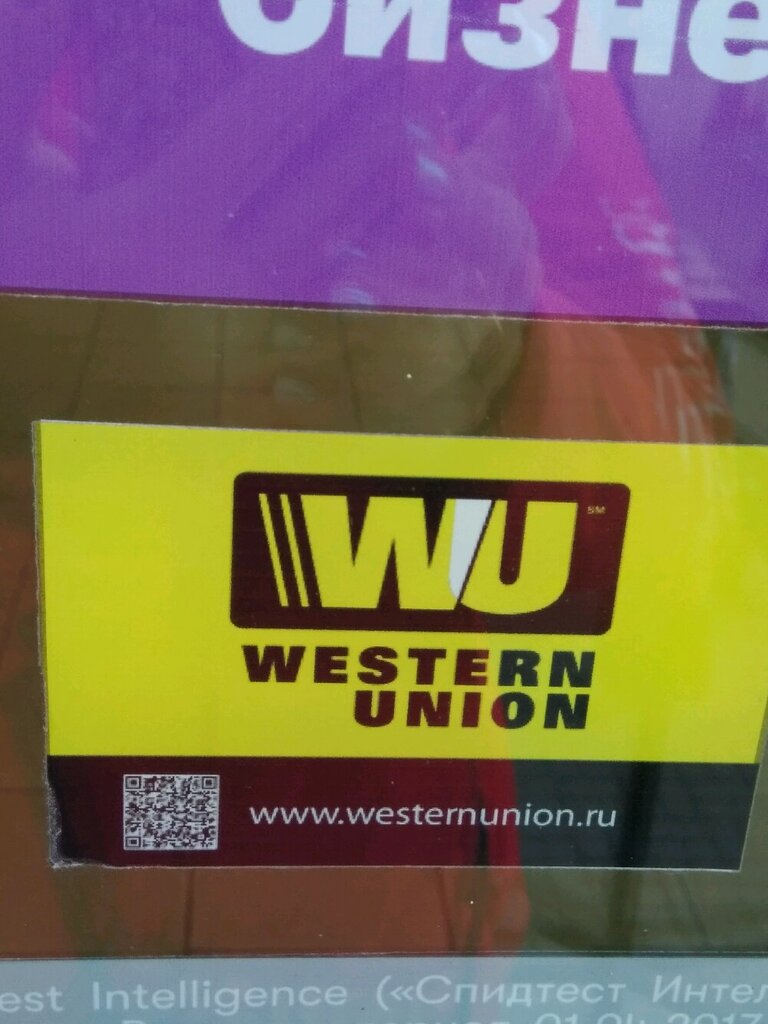 бизне
WU SM
WESTERN
UNION
www.westernunion.ru
est Intelligence («Спидтест Интел